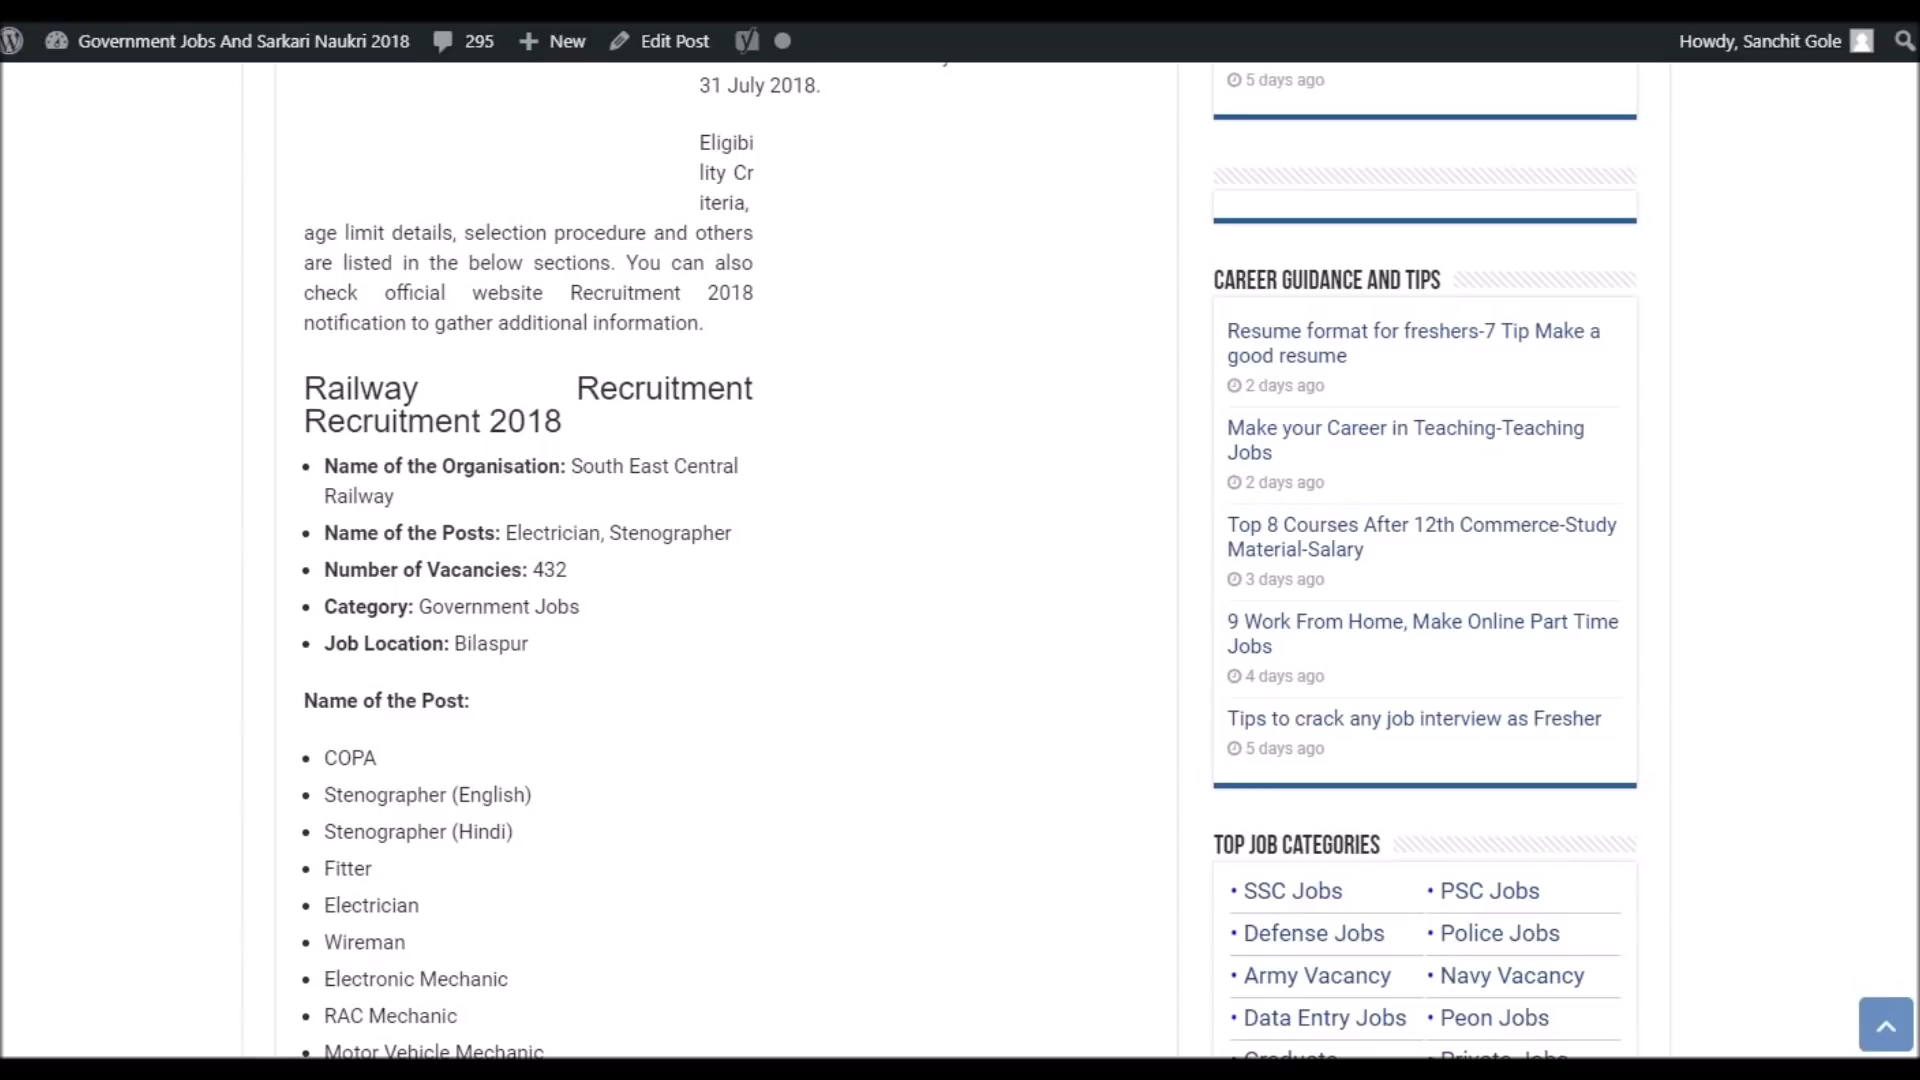 Government Jobs And Sarkari Naukri 2018 295 New Edit Post Howdy, Sanchit Gole
31 July 2018.
Eligibi
lity Cr
iteria,
age limit details, selection procedure and others
are listed in the below sections. You can also
check official website Recruitment 2018
notification to gather additional information.
Railway Recruitment
Recruitment 2018
• Name of the Organisation: South East Central
Railway
• Name of the Posts: Electrician, Stenographer
• Number of Vacancies: 432
• Category: Government Jobs
• Job Location: Bilaspur
Name of the Post:
• COPA
• Stenographer (English)
• Stenographer (Hindi)
• Fitter
• Electrician
• Wireman
• Electronic Mechanic
• RAC Mechanic
• Motor Vehicle Mechanic
5 days ago
CAREER GUIDANCE AND TIPS
Resume format for freshers-7 Tip Make a
good resume
2 days ago
Make your Career in Teaching-Teaching
Jobs
2 days ago
Top 8 Courses After 12th Commerce-Study
Material-Salary
3 days ago
9 Work From Home, Make Online Part Time
Jobs
4 days ago
Tips to crack any job interview as Fresher
5 days ago
TOP JOB CATEGORIES
• SSC Jobs • PSC Jobs
• Defense Jobs • Police Jobs
• Army Vacancy • Navy Vacancy
• Data Entry Jobs • Peon Jobs
• Graduate • Private Jobs